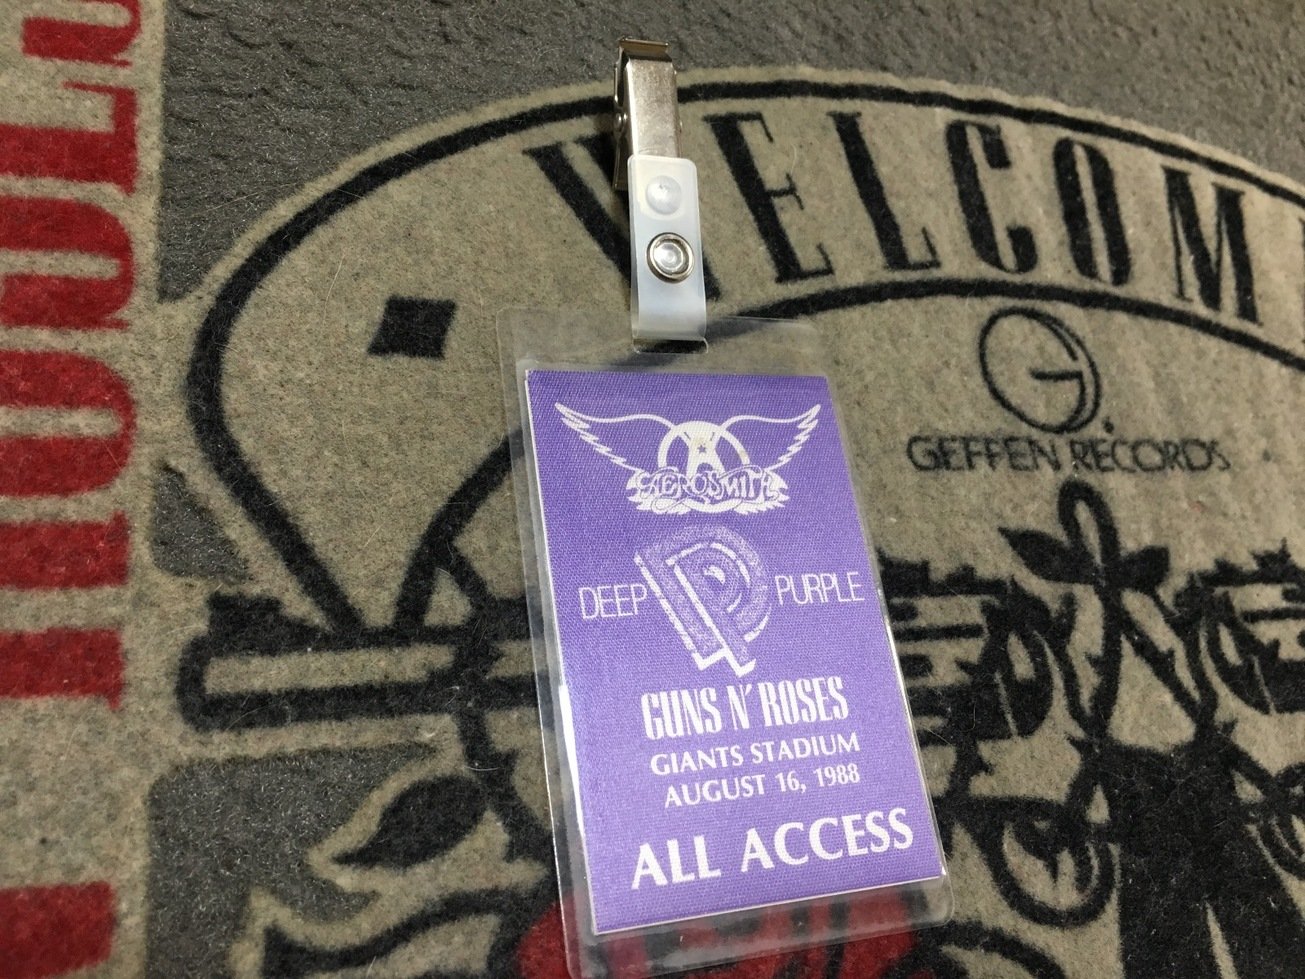 WELCOM
GEFFEN RECORDS
AEROSMITH
DEEP PURPLE
GUNS N' ROSES
GIANTS STADIUM
AUGUST 16, 1988
ALL ACCESS